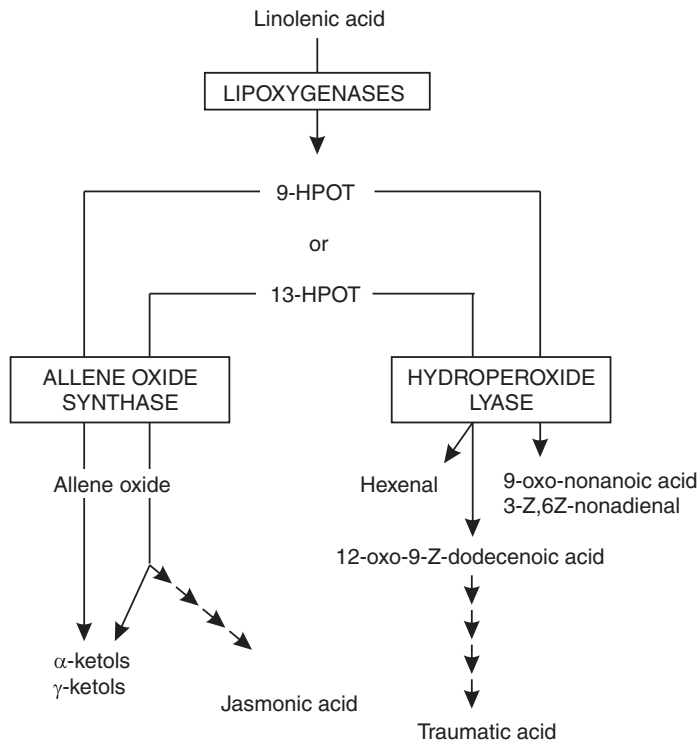 Linolenic acid
LIPOXYGENASES
9-HPOT
or
13-HPOT
ALLENE OXIDE
SYNTHASE
HYDROPEROXIDE
LYASE
Allene oxide
Hexenal
9-oxo-nonanoic acid
3-Z,6Z-nonadienal
12-oxo-9-Z-dodecenoic acid
α-ketols
γ-ketols
Jasmonic acid
Traumatic acid